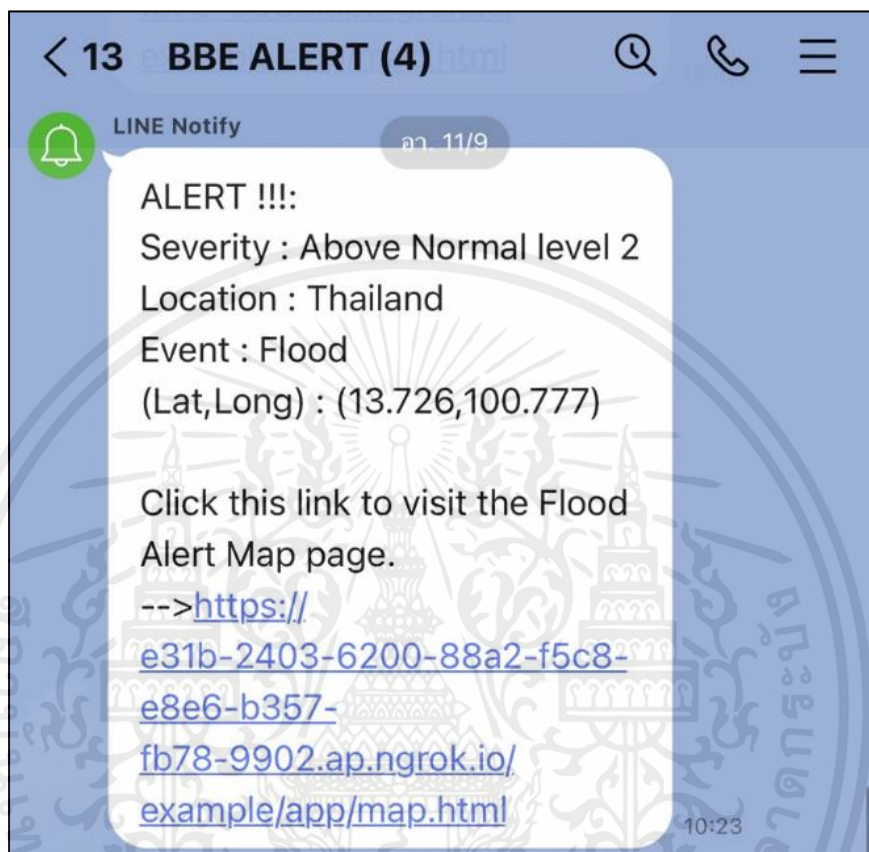 13 BBE ALERT (4)
LINE Notify
อา. 11/9
ALERT !!!:
Severity : Above Normal level 2
Location : Thailand
Event : Flood
(Lat,Long) : (13.726,100.777)
Click this link to visit the Flood
Alert Map page.
-->https://
e31b-2403-6200-88a2-f5c8-
e8e6-b357-
fb78-9902.ap.ngrok.io/
example/app/map.html
10:23